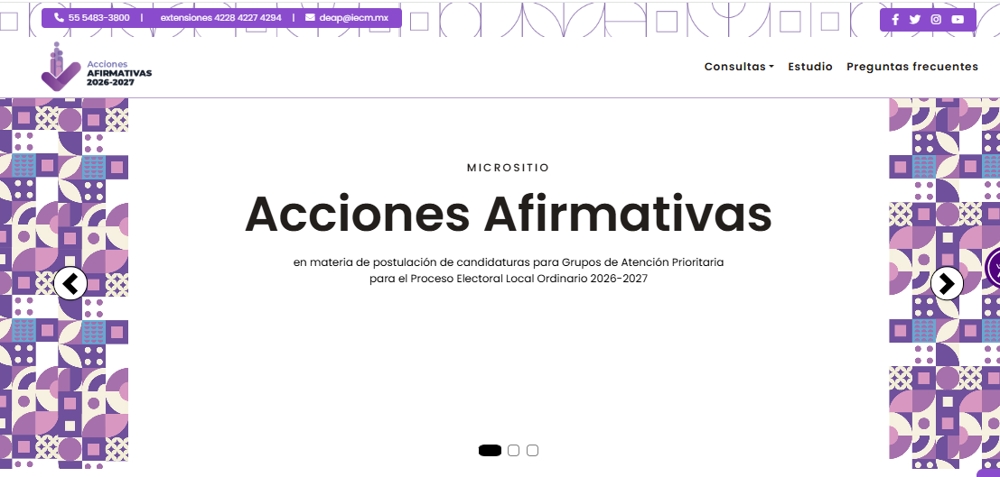 55 5483-3800 | extensiones 4228 4227 4294 | deap@iecm.mx
Acciones
AFIRMATIVAS
2026-2027
Consultas Estudio Preguntas frecuentes
MICROSITIO
Acciones Afirmativas
en materia de postulación de candidaturas para Grupos de Atención Prioritaria
para el Proceso Electoral Local Ordinario 2026-2027